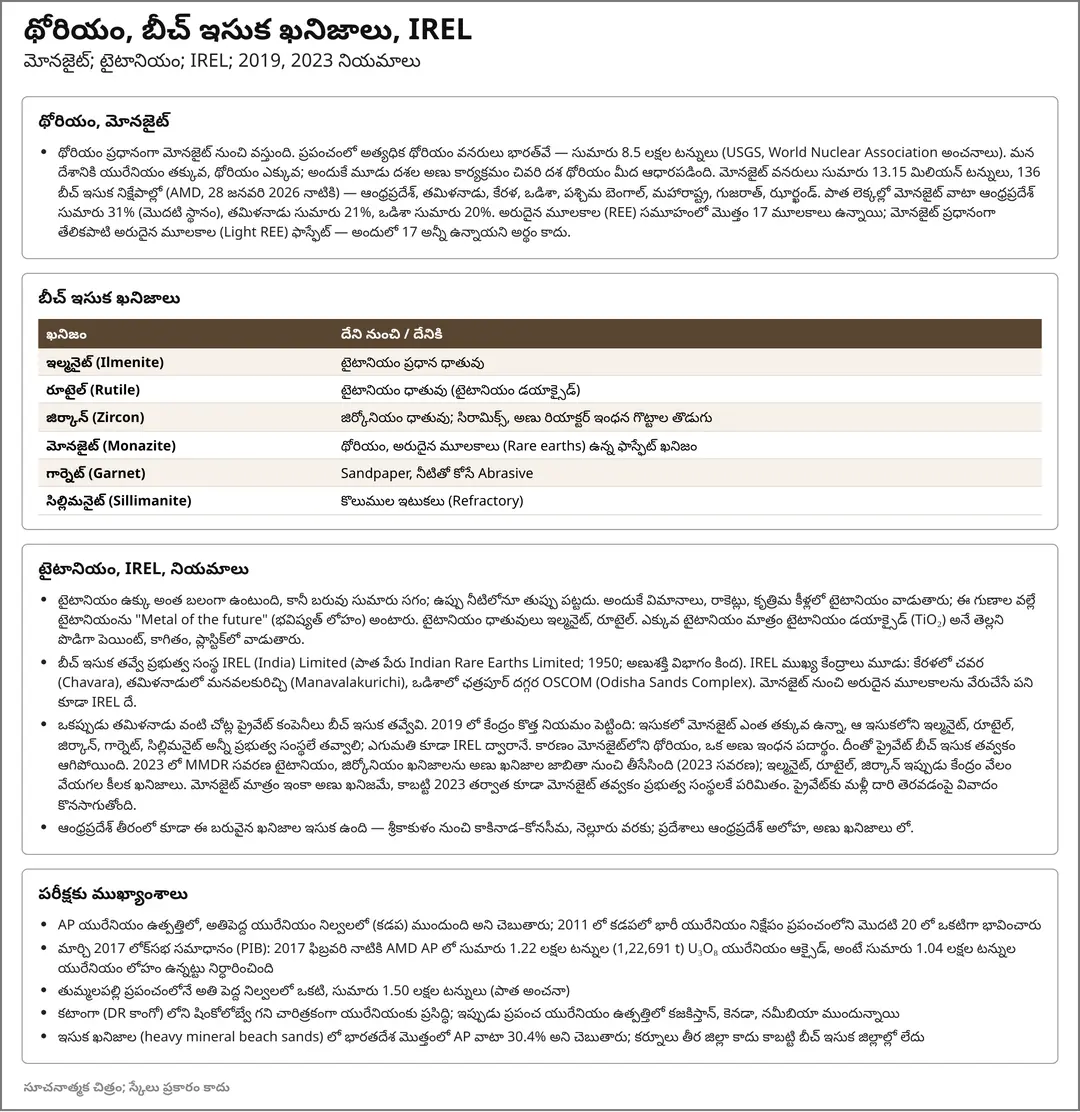 థోరియం, బీచ్ ఇసుక ఖనిజాలు, IREL
మోనజైట్; టైటానియం; IREL; 2019, 2023 నియమాలు
థోరియం, మోనజైట్
• థోరియం ప్రధానంగా మోనజైట్ నుంచి వస్తుంది. ప్రపంచంలో అత్యధిక థోరియం వనరులు భారత్‌వే — సుమారు 8.5 లక్షల టన్నులు (USGS, World Nuclear Association అంచనాలు). మన
దేశానికి యురేనియం తక్కువ, థోరియం ఎక్కువ; అందుకే మూడు దశల అణు కార్యక్రమం చివరి దశ థోరియం మీద ఆధారపడింది. మోనజైట్ వనరులు సుమారు 13.15 మిలియన్ టన్నులు, 136
బీచ్ ఇసుక నిక్షేపాల్లో (AMD, 28 జనవరి 2026 నాటికి) — ఆంధ్రప్రదేశ్, తమిళనాడు, కేరళ, ఒడిశా, పశ్చిమ బెంగాల్, మహారాష్ట్ర, గుజరాత్, ఝార్ఖండ్. పాత లెక్కల్లో మోనజైట్ వాటా ఆంధ్రప్రదేశ్
సుమారు 31% (మొదటి స్థానం), తమిళనాడు సుమారు 21%, ఒడిశా సుమారు 20%. అరుదైన మూలకాల (REE) సమూహంలో మొత్తం 17 మూలకాలు ఉన్నాయి; మోనజైట్ ప్రధానంగా
తేలికపాటి అరుదైన మూలకాల (Light REE) ఫాస్ఫేట్ — అందులో 17 అన్నీ ఉన్నాయని అర్థం కాదు.
బీచ్ ఇసుక ఖనిజాలు
ఖనిజం దేని నుంచి / దేనికి
ఇల్మనైట్ (Ilmenite) టైటానియం ప్రధాన ధాతువు
రూటైల్ (Rutile) టైటానియం ధాతువు (టైటానియం డయాక్సైడ్)
జిర్కాన్ (Zircon) జిర్కోనియం ధాతువు; సిరామిక్స్, అణు రియాక్టర్ ఇంధన గొట్టాల తొడుగు
మోనజైట్ (Monazite) థోరియం, అరుదైన మూలకాలు (Rare earths) ఉన్న ఫాస్ఫేట్ ఖనిజం
గార్నెట్ (Garnet) Sandpaper, నీటితో కోసే Abrasive
సిల్లిమనైట్ (Sillimanite) కొలుముల ఇటుకలు (Refractory)
టైటానియం, IREL, నియమాలు
• టైటానియం ఉక్కు అంత బలంగా ఉంటుంది, కానీ బరువు సుమారు సగం; ఉప్పు నీటిలోనూ తుప్పు పట్టదు. అందుకే విమానాలు, రాకెట్లు, కృత్రిమ కీళ్లలో టైటానియం వాడుతారు; ఈ గుణాల వల్లే
టైటానియంను "Metal of the future" (భవిష్యత్ లోహం) అంటారు. టైటానియం ధాతువులు ఇల్మనైట్, రూటైల్. ఎక్కువ టైటానియం మాత్రం టైటానియం డయాక్సైడ్ (TiO₂) అనే తెల్లని
పొడిగా పెయింట్, కాగితం, ప్లాస్టిక్‌లో వాడుతారు.
• బీచ్ ఇసుక తవ్వే ప్రభుత్వ సంస్థ IREL (India) Limited (పాత పేరు Indian Rare Earths Limited; 1950; అణుశక్తి విభాగం కింద). IREL ముఖ్య కేంద్రాలు మూడు: కేరళలో చవర
(Chavara), తమిళనాడులో మనవలకురిచ్చి (Manavalakurichi), ఒడిశాలో ఛత్రపూర్ దగ్గర OSCOM (Odisha Sands Complex). మోనజైట్ నుంచి అరుదైన మూలకాలను వేరుచేసే పని
కూడా IREL దే.
• ఒకప్పుడు తమిళనాడు వంటి చోట్ల ప్రైవేట్ కంపెనీలు బీచ్ ఇసుక తవ్వేవి. 2019 లో కేంద్రం కొత్త నియమం పెట్టింది: ఇసుకలో మోనజైట్ ఎంత తక్కువ ఉన్నా, ఆ ఇసుకలోని ఇల్మనైట్, రూటైల్,
జిర్కాన్, గార్నెట్, సిల్లిమనైట్ అన్నీ ప్రభుత్వ సంస్థలే తవ్వాలి; ఎగుమతి కూడా IREL ద్వారానే. కారణం మోనజైట్‌లోని థోరియం, ఒక అణు ఇంధన పదార్థం. దీంతో ప్రైవేట్ బీచ్ ఇసుక తవ్వకం
ఆగిపోయింది. 2023 లో MMDR సవరణ టైటానియం, జిర్కోనియం ఖనిజాలను అణు ఖనిజాల జాబితా నుంచి తీసేసింది (2023 సవరణ); ఇల్మనైట్, రూటైల్, జిర్కాన్ ఇప్పుడు కేంద్రం వేలం
వేయగల కీలక ఖనిజాలు. మోనజైట్ మాత్రం ఇంకా అణు ఖనిజమే, కాబట్టి 2023 తర్వాత కూడా మోనజైట్ తవ్వకం ప్రభుత్వ సంస్థలకే పరిమితం. ప్రైవేట్‌కు మళ్లీ దారి తెరవడంపై వివాదం
కొనసాగుతోంది.
• ఆంధ్రప్రదేశ్ తీరంలో కూడా ఈ బరువైన ఖనిజాల ఇసుక ఉంది — శ్రీకాకుళం నుంచి కాకినాడ–కోనసీమ, నెల్లూరు వరకు; ప్రదేశాలు ఆంధ్రప్రదేశ్ అలోహ, అణు ఖనిజాలు లో.
పరీక్షకు ముఖ్యాంశాలు
• AP యురేనియం ఉత్పత్తిలో, అతిపెద్ద యురేనియం నిల్వలలో (కడప) ముందుంది అని చెబుతారు; 2011 లో కడపలో భారీ యురేనియం నిక్షేపం ప్రపంచంలోని మొదటి 20 లో ఒకటిగా భావించారు
• మార్చి 2017 లోక్‌సభ సమాధానం (PIB): 2017 ఫిబ్రవరి నాటికి AMD AP లో సుమారు 1.22 లక్షల టన్నుల (1,22,691 t) U₃O₈ యురేనియం ఆక్సైడ్, అంటే సుమారు 1.04 లక్షల టన్నుల
యురేనియం లోహం ఉన్నట్టు నిర్ధారించింది
• తుమ్మలపల్లి ప్రపంచంలోనే అతి పెద్ద నిల్వలలో ఒకటి, సుమారు 1.50 లక్షల టన్నులు (పాత అంచనా)
• కటాంగా (DR కాంగో) లోని షింకోలోబ్వే గని చారిత్రకంగా యురేనియంకు ప్రసిద్ధి; ఇప్పుడు ప్రపంచ యురేనియం ఉత్పత్తిలో కజకిస్తాన్, కెనడా, నమీబియా ముందున్నాయి
• ఇసుక ఖనిజాల (heavy mineral beach sands) లో భారతదేశ మొత్తంలో AP వాటా 30.4% అని చెబుతారు; కర్నూలు తీర జిల్లా కాదు కాబట్టి బీచ్ ఇసుక జిల్లాల్లో లేదు
సూచనాత్మక చిత్రం; స్కేలు ప్రకారం కాదు